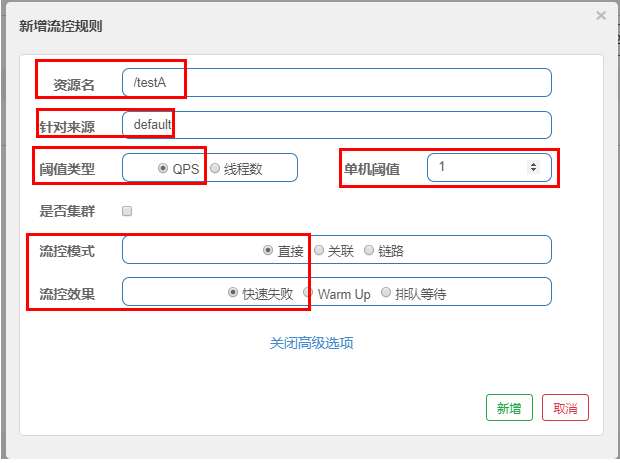 新增流控规则
×
资源名 /testA
针对来源 default
阈值类型 QPS 线程数 单机阈值 1
是否集群
流控模式 直接 关联 链路
流控效果 快速失败 Warm Up 排队等待
关闭高级选项
新增 取消